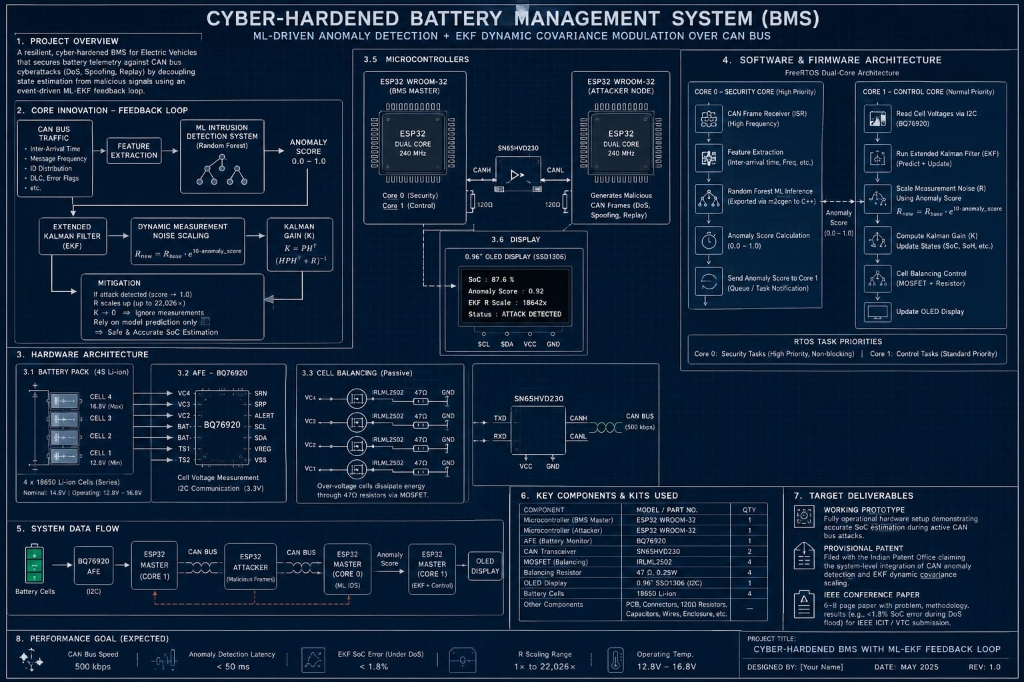 CYBER-HARDENED BATTERY MANAGEMENT SYSTEM (BMS)
ML-DRIVEN ANOMALY DETECTION + EKF DYNAMIC COVARIANCE MODULATION OVER CAN BUS
1. PROJECT OVERVIEW
A resilient, cyber-hardened BMS for Electric Vehicles
that secures battery telemetry against CAN bus
cyberattacks (DoS, Spoofing, Replay) by decoupling
state estimation from malicious signals using an
event-driven ML-EKF feedback loop.
2. CORE INNOVATION – FEEDBACK LOOP
CAN BUS
TRAFFIC
• Inter-Arrival Time
• Message Frequency
• ID Distribution
• DLC, Error Flags
• etc.
FEATURE
EXTRACTION
ML INTRUSION
DETECTION SYSTEM
(Random Forest)
ANOMALY
SCORE
0.0 – 1.0
EXTENDED
KALMAN FILTER
(EKF)
DYNAMIC MEASUREMENT
NOISE SCALING
R_new = R_base · e^10·anomaly_score
KALMAN
GAIN (K)
K = PH^T
(HPH^T + R)^-1
MITIGATION
If attack detected (score → 1.0)
R scales up (up to 22,026×)
K → 0 ⇒ Ignore measurements
Rely on model prediction only
⇒ Safe & Accurate SoC Estimation
3.5 MICROCONTROLLERS
ESP32 WROOM-32
(BMS MASTER)
ESP32
DUAL CORE
240 MHz
Core 0 (Security)
Core 1 (Control)
SN65HVD230
CANH
CANL
120Ω
120Ω
ESP32 WROOM-32
(ATTACKER NODE)
ESP32
DUAL CORE
240 MHz
Generates Malicious
CAN Frames (DoS,
Spoofing, Replay)
3.6 DISPLAY
0.96" OLED DISPLAY (SSD1306)
SoC : 87.6 %
Anomaly Score : 0.92
EKF R Scale : 18642x
Status : ATTACK DETECTED
SCL SDA VCC GND
4. SOFTWARE & FIRMWARE ARCHITECTURE
FreeRTOS Dual-Core Architecture
CORE 0 – SECURITY CORE (High Priority)
CAN Frame Receiver (ISR)
(High Frequency)
Feature Extraction
(Inter-arrival time, Freq, etc.)
Random Forest ML Inference
(Exported via m2cgen to C++)
Anomaly Score Calculation
(0.0 – 1.0)
Send Anomaly Score to Core 1
(Queue / Task Notification)
Anomaly
Score
(0.0 – 1.0)
CORE 1 – CONTROL CORE (Normal Priority)
Read Cell Voltages via I2C
(BQ76920)
Run Extended Kalman Filter (EKF)
(Predict + Update)
Scale Measurement Noise (R)
Using Anomaly Score
R_new = R_base · e^10·anomaly_score
Compute Kalman Gain (K)
Update States (SoC, SoH, etc.)
Cell Balancing Control
(MOSFET + Resistor)
Update OLED Display
RTOS TASK PRIORITIES
Core 0: Security Tasks (High Priority, Non-blocking) | Core 1: Control Tasks (Standard Priority)
3. HARDWARE ARCHITECTURE
3.1 BATTERY PACK (4S Li-ion)
CELL 4
16.8V (Max)
CELL 3
CELL 2
CELL 1
12.8V (Min)
4 x 18650 Li-ion Cells (Series)
Nominal: 14.8V | Operating: 12.8V – 16.8V
3.2 AFE – BQ76920
VC4
VC3
VC2
BAT-
BAT-
TS1
TS2
BQ76920
SRN
SRP
ALERT
SCL
SDA
VREG
VSS
Cell Voltage Measurement
I2C Communication (3.3V)
3.3 CELL BALANCING (Passive)
VC4 IRLML2502 47Ω GND
VC2 IRLML2502 47Ω GND
VC2 IRLML2502 47Ω GND
VC1 IRLML2502 47Ω GND
Over-voltage cells dissipate energy
through 47Ω resistors via MOSFET.
SN65HVD230
TXD
RXD
CANH
CANL
VCC GND
CAN BUS
(500 kbps)
5. SYSTEM DATA FLOW
Battery Cells
BQ76920
AFE
(I2C)
ESP32
MASTER
(CORE 1)
CAN BUS
ESP32
ATTACKER
(Malicious Frames)
CAN BUS
ESP32
MASTER
(CORE 0)
(ML IDS)
Anomaly
Score
ESP32
MASTER
(CORE 1)
(EKF + Control)
OLED
DISPLAY
6. KEY COMPONENTS & KITS USED
COMPONENT MODEL / PART NO. QTY
Microcontroller (BMS Master) ESP32 WROOM-32 1
Microcontroller (Attacker) ESP32 WROOM-32 1
AFE (Battery Monitor) BQ76920 1
CAN Transceiver SN65HVD230 2
MOSFET (Balancing) IRLML2502 4
Balancing Resistor 47 Ω, 0.25W 4
OLED Display 0.96" SSD1306 (I2C) 1
Battery Cells 18650 Li-ion 4
Other Components PCB, Connectors, 120Ω Resistors, —
Capacitors, Wires, Enclosure, etc.
7. TARGET DELIVERABLES
WORKING PROTOTYPE
Fully operational hardware setup demonstrating
accurate SoC estimation during active CAN
bus attacks.
PROVISIONAL PATENT
Filed with the Indian Patent Office claiming
the system-level integration of CAN anomaly
detection and EKF dynamic covariance
scaling.
IEEE CONFERENCE PAPER
6–8 page paper with problem, methodology,
results (e.g., <1.8% SoC error during DoS
flood) for IEEE ICIT / VTC submission.
8. PERFORMANCE GOAL (EXPECTED)
CAN Bus Speed
500 kbps
Anomaly Detection Latency
< 50 ms
EKF SoC Error (Under DoS)
< 1.8%
R Scaling Range
1× to 22,026×
Operating Temp.
12.8V – 16.8V
PROJECT TITLE:
CYBER-HARDENED BMS WITH ML-EKF FEEDBACK LOOP
DESIGNED BY: [Your Name] DATE: MAY 2025 REV: 1.0